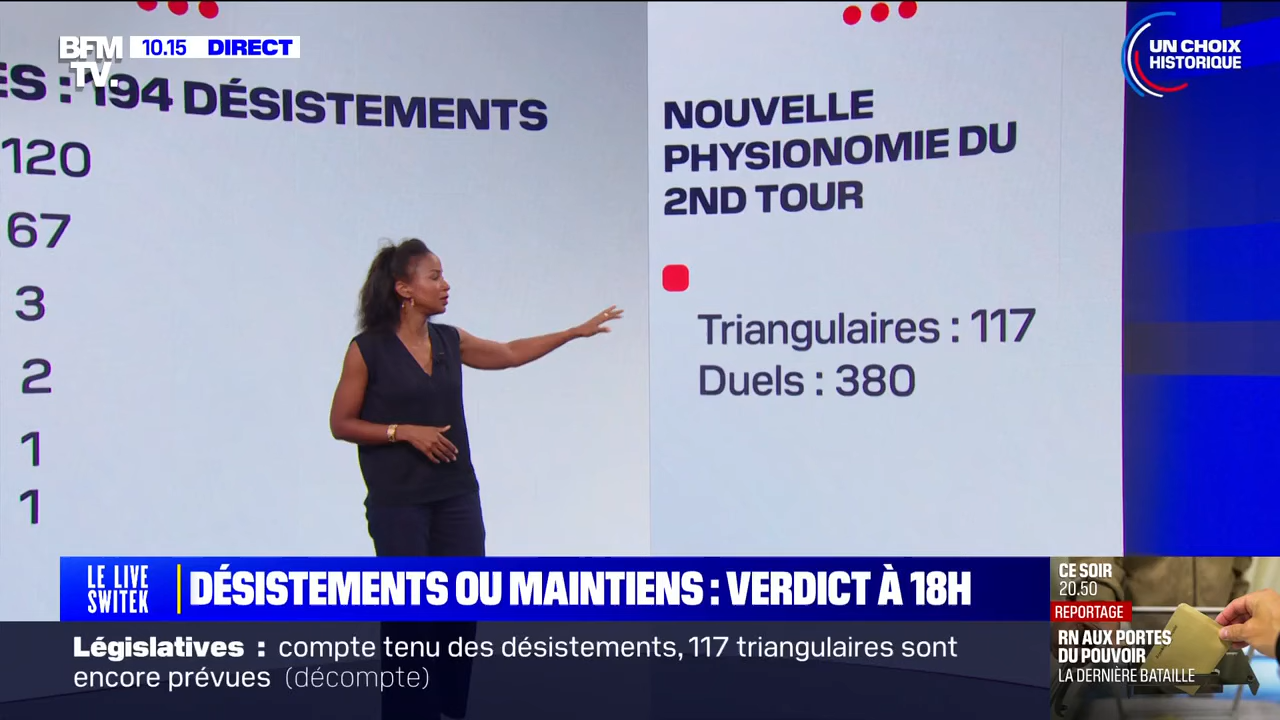 BFM
TV.
10.15 DIRECT
UN CHOIX
HISTORIQUE
ES : 194 DÉSISTEMENTS
120
67
3
2
1
1
NOUVELLE
PHYSIONOMIE DU
2ND TOUR
Triangulaires : 117
Duels : 380
LE LIVE
SWITEK
DÉSISTEMENTS OU MAINTIENS : VERDICT À 18H
Législatives : compte tenu des désistements, 117 triangulaires sont
encore prévues (décompte)
CE SOIR
20.50
REPORTAGE
RN AUX PORTES
DU POUVOIR
LA DERNIÈRE BATAILLE